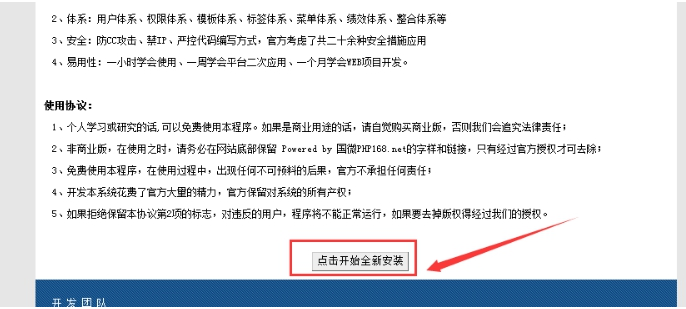 2、体系：用户体系、权限体系、模板体系、标签体系、菜单体系、绩效体系、整合体系等
3、安全：防CC攻击、禁IP、严控代码编写方式，官方考虑了共二十余种安全措施应用
4、易用性：一小时学会使用、一周学会平台二次应用、一个月学会WEB项目开发。
使用协议：
1、个人学习或研究的话,可以免费使用本程序。如果是商业用途的话，请自觉购买商业版，否则我们会追究法律责任；
2、非商业版，在使用之时，请务必在网站底部保留 Powered by 国微PHP168.net的字样和链接，只有经过官方授权才可去除；
3、免费使用本程序，在使用过程中，出现任何不可预料的后果，官方不承担任何责任；
4、开发本系统花费了官方大量的精力，官方保留对系统的所有产权；
5、如果拒绝保留本协议第2项的标志，对违反的用户，程序将不能正常运行，如果要去掉版权得经过我们的授权。
点击开始全新安装
开发团队